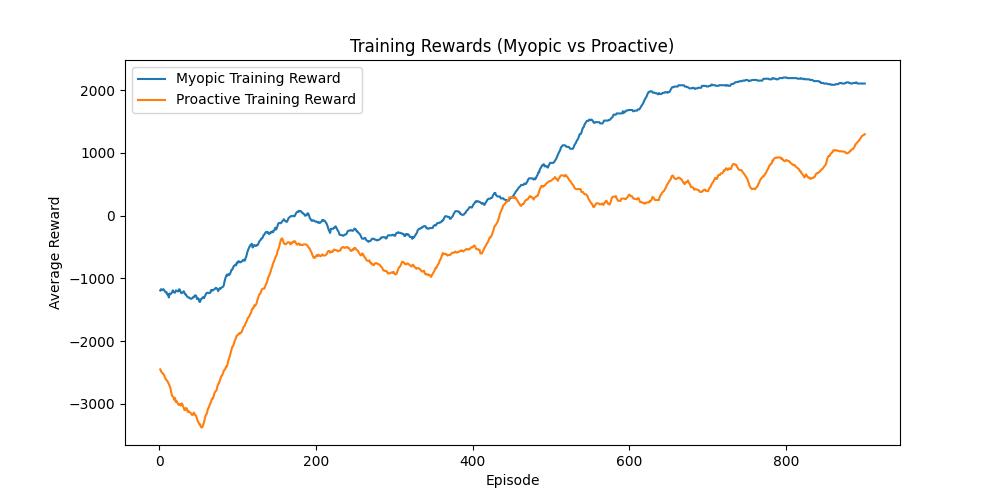 Training Rewards (Myopic vs Proactive)
Myopic Training Reward
Proactive Training Reward
Average Reward
2000
1000
0
−1000
−2000
−3000
0 200 400 600 800
Episode